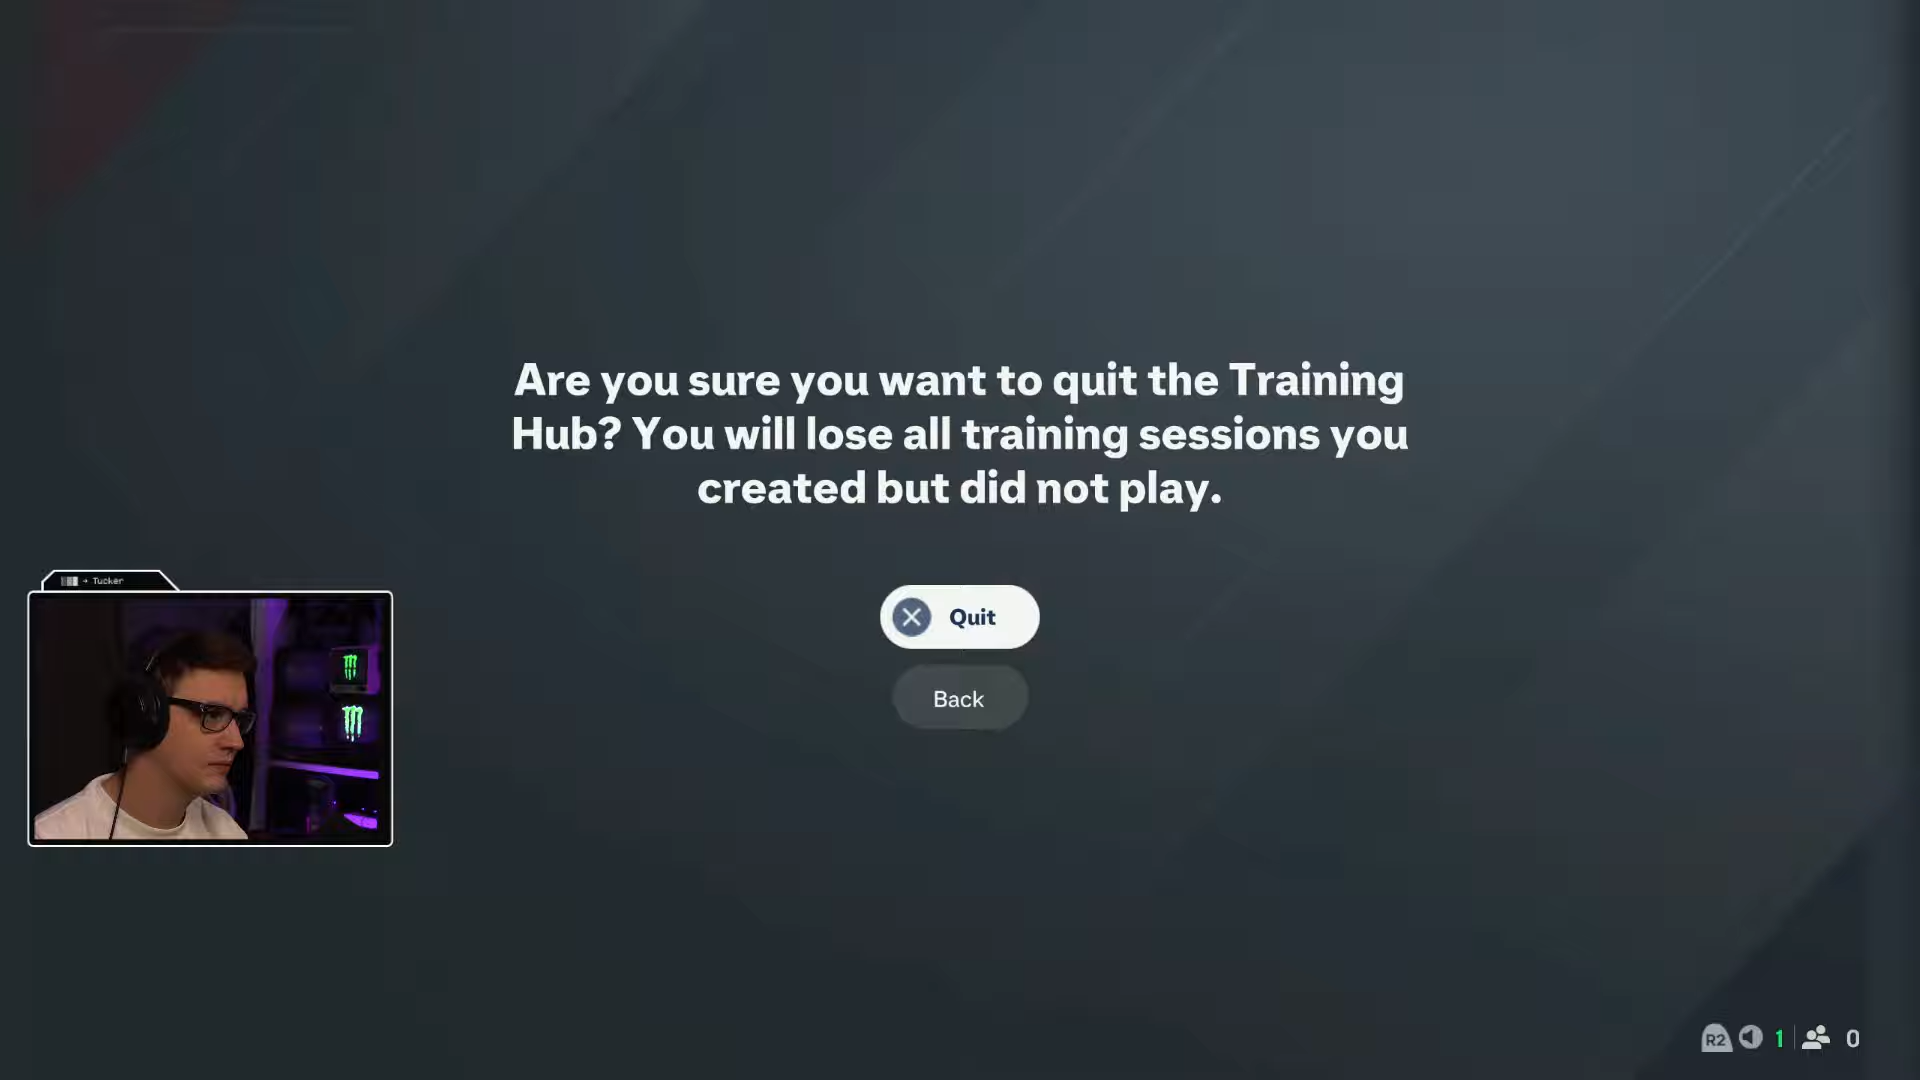 Are you sure you want to quit the Training
Hub? You will lose all training sessions you
created but did not play.
Tucker
Quit
Back
R2 1 0